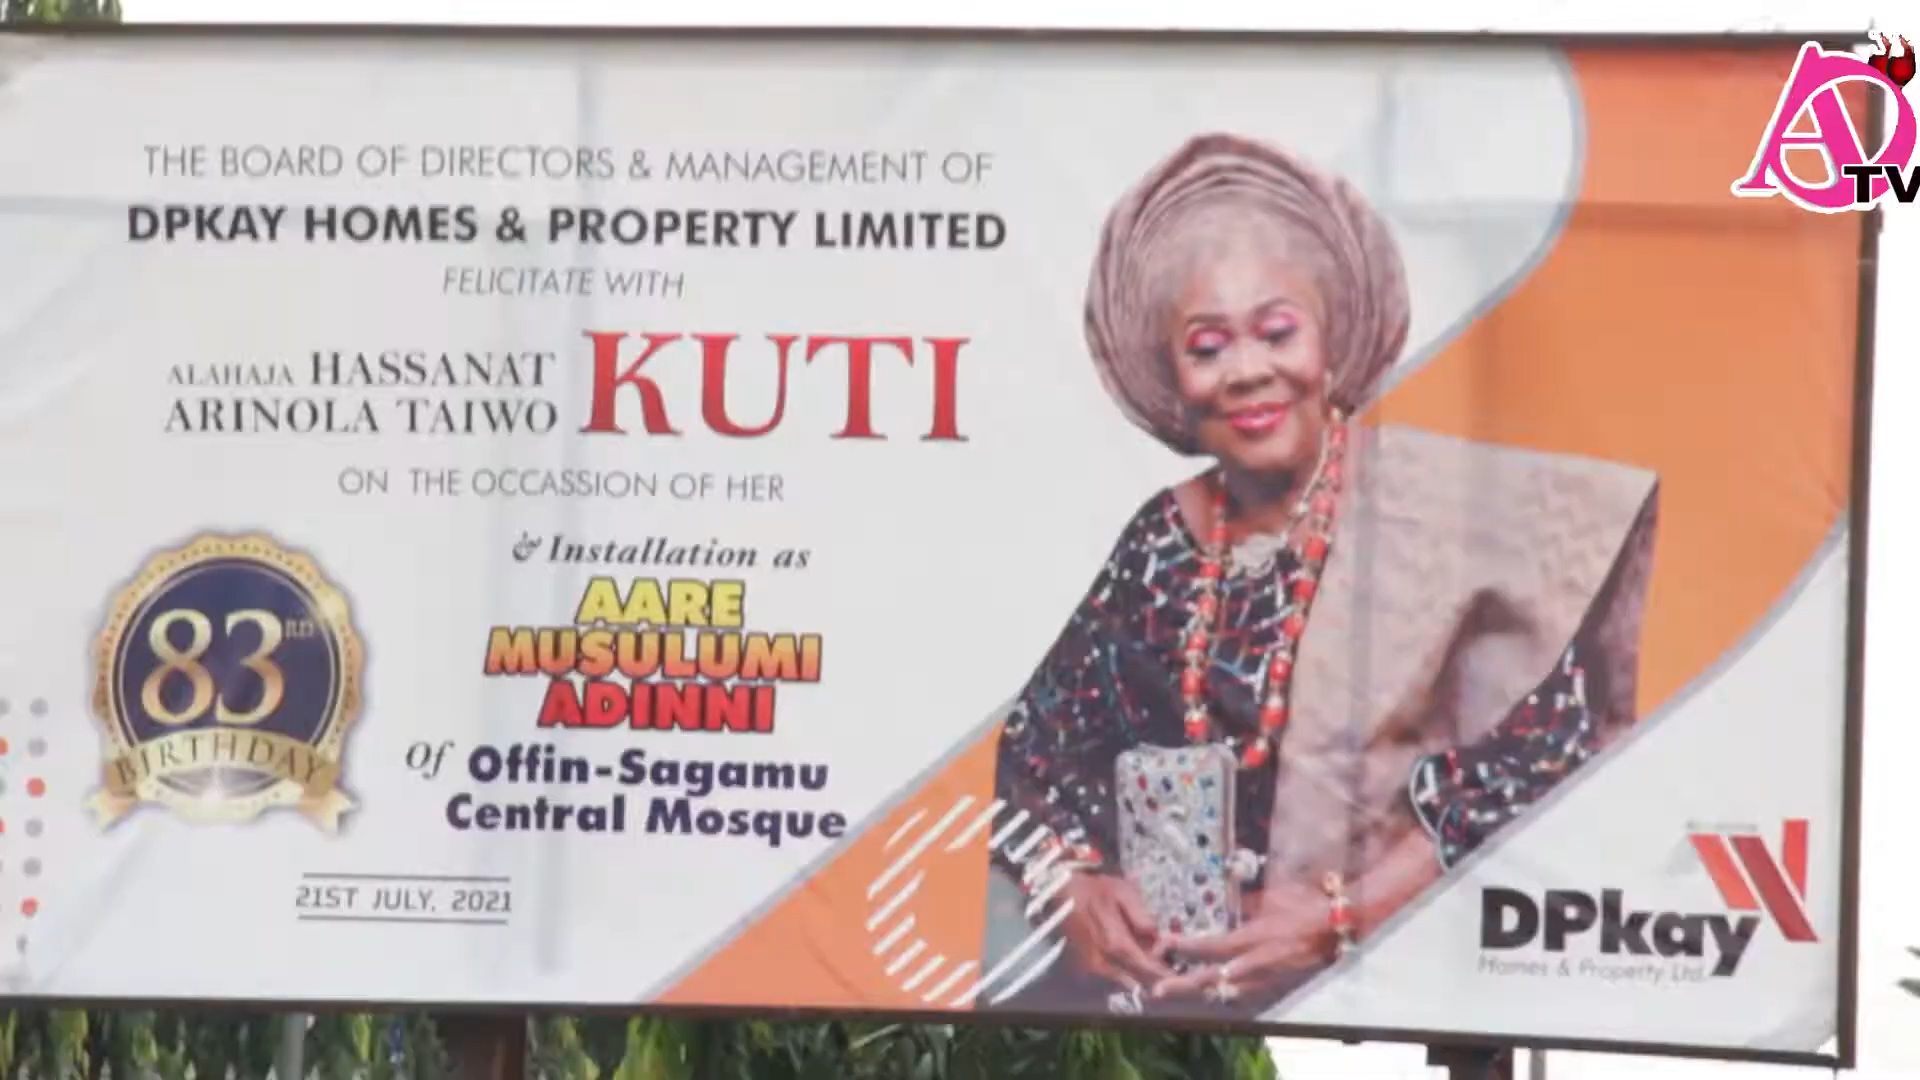 THE BOARD OF DIRECTORS & MANAGEMENT OF
DPKAY HOMES & PROPERTY LIMITED
FELICITATE WITH
ALAHAJA HASSANAT
ARINOLA TAIWO
KUTI
ON THE OCCASSION OF HER
83RD
BIRTHDAY
& Installation as
AARE
MUSULUMI
ADINNI
Of Offin-Sagamu
Central Mosque
21ST JULY, 2021
DPkay
Homes & Property Ltd.
AD
TV